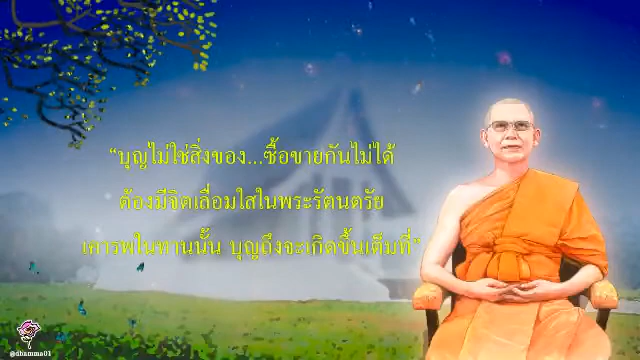 “บุญไม่ใช่สิ่งของ...ซื้อขายกันไม่ได้
ต้องมีจิตเลื่อมใสในพระรัตนตรัย
เคารพในทานนั้น บุญถึงจะเกิดขึ้นเต็มที่”
@dhamma01